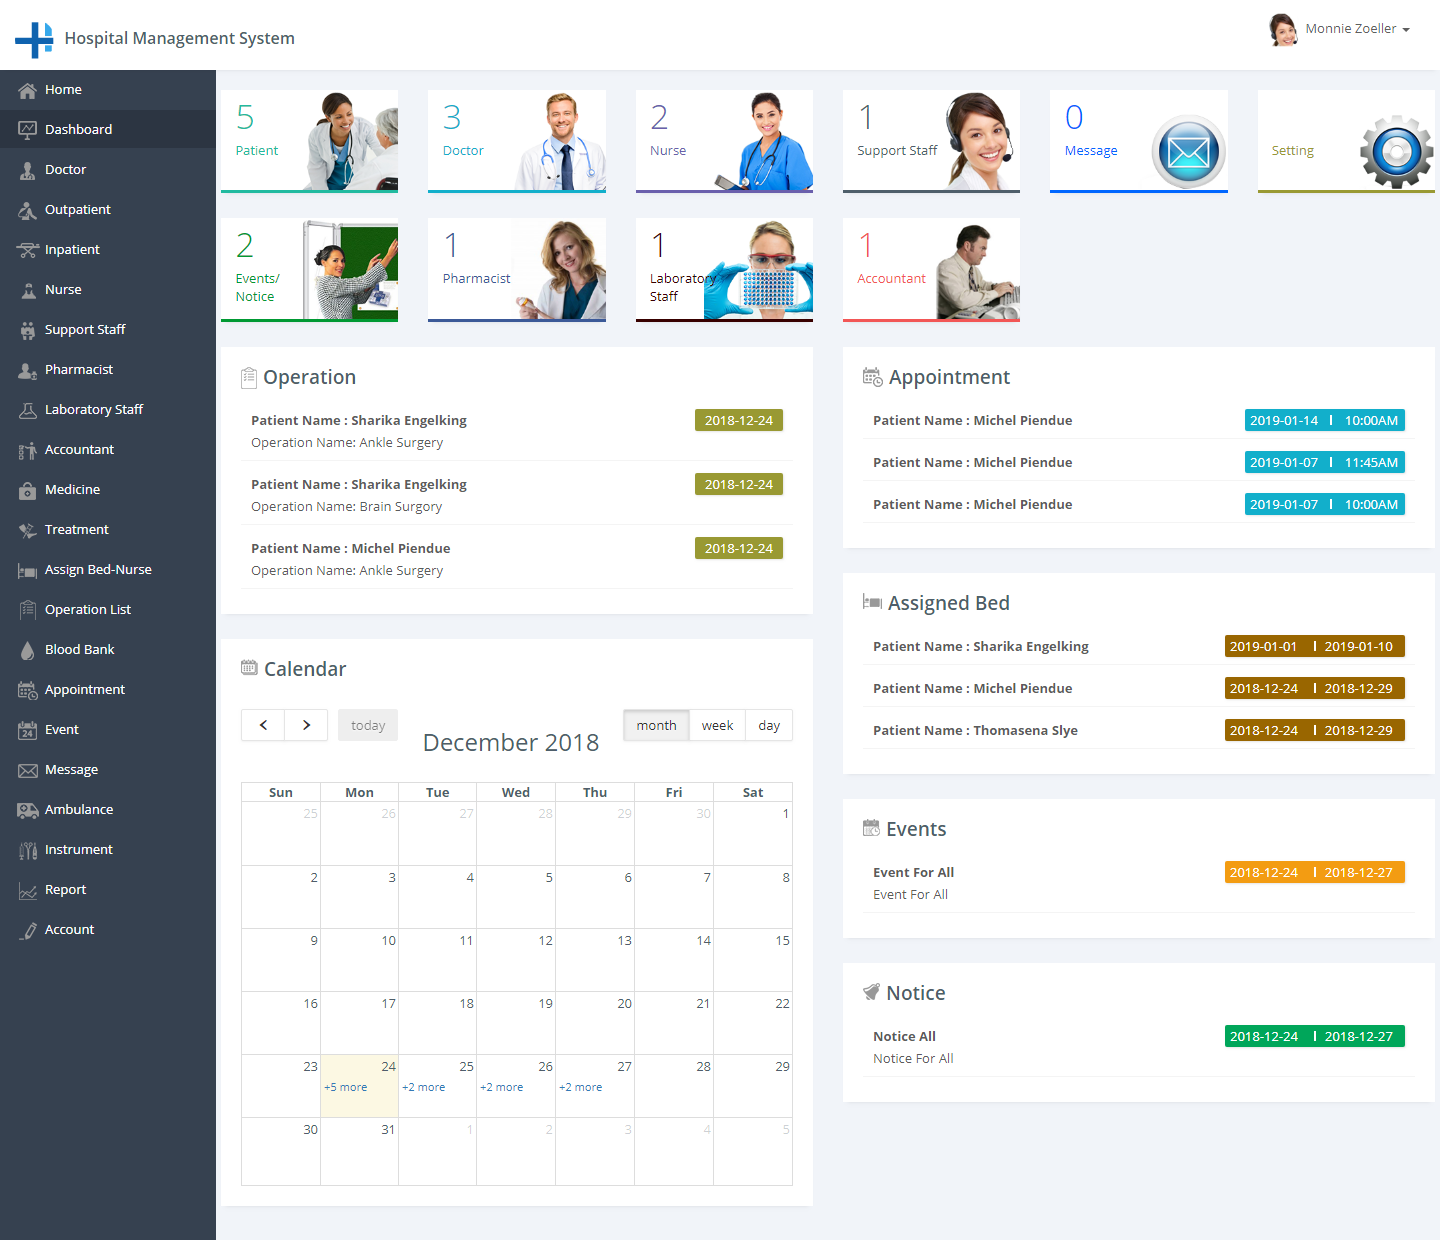 Hospital Management System
Monnie Zoeller
Home
Dashboard
Doctor
Outpatient
Inpatient
Nurse
Support Staff
Pharmacist
Laboratory Staff
Accountant
Medicine
Treatment
Assign Bed-Nurse
Operation List
Blood Bank
Appointment
24
Event
Message
Ambulance
Instrument
Report
Account
5
Patient
3
Doctor
2
Nurse
1
Support Staff
0
Message
Setting
2
Events/
Notice
1
Pharmacist
1
Laboratory
Staff
1
Accountant
Operation
Patient Name : Sharika Engelking 2018-12-24
Operation Name: Ankle Surgery
Patient Name : Sharika Engelking 2018-12-24
Operation Name: Brain Surgory
Patient Name : Michel Piendue 2018-12-24
Operation Name: Ankle Surgery
Calendar
today
December 2018
month week day
Sun Mon Tue Wed Thu Fri Sat
25 26 27 28 29 30 1
2 3 4 5 6 7 8
9 10 11 12 13 14 15
16 17 18 19 20 21 22
23 24 25 26 27 28 29
+5 more +2 more +2 more +2 more
30 31 1 2 3 4 5
Appointment
Patient Name : Michel Piendue 2019-01-14 | 10:00AM
Patient Name : Michel Piendue 2019-01-07 | 11:45AM
Patient Name : Michel Piendue 2019-01-07 | 10:00AM
Assigned Bed
Patient Name : Sharika Engelking 2019-01-01 | 2019-01-10
Patient Name : Michel Piendue 2018-12-24 | 2018-12-29
Patient Name : Thomasena Slye 2018-12-24 | 2018-12-29
Events
Event For All 2018-12-24 | 2018-12-27
Event For All
Notice
Notice All 2018-12-24 | 2018-12-27
Notice For All